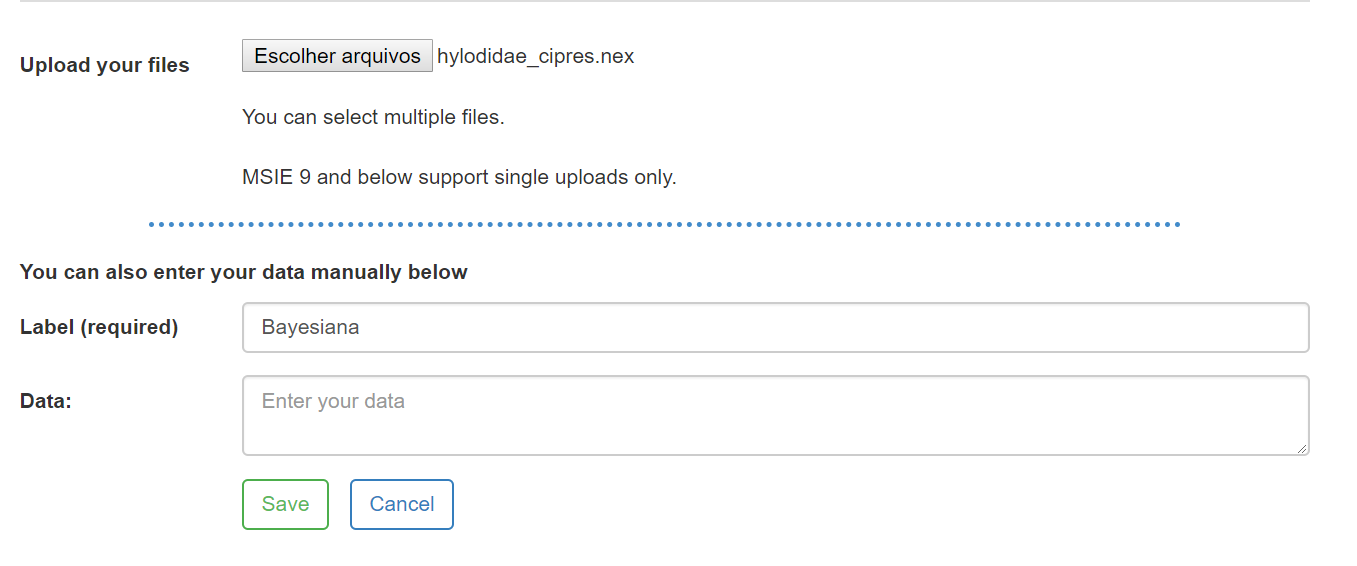 Upload your files
Escolher arquivos hylodidae_cipres.nex
You can select multiple files.
MSIE 9 and below support single uploads only.
You can also enter your data manually below
Label (required)
Bayesiana
Data:
Enter your data
Save
Cancel